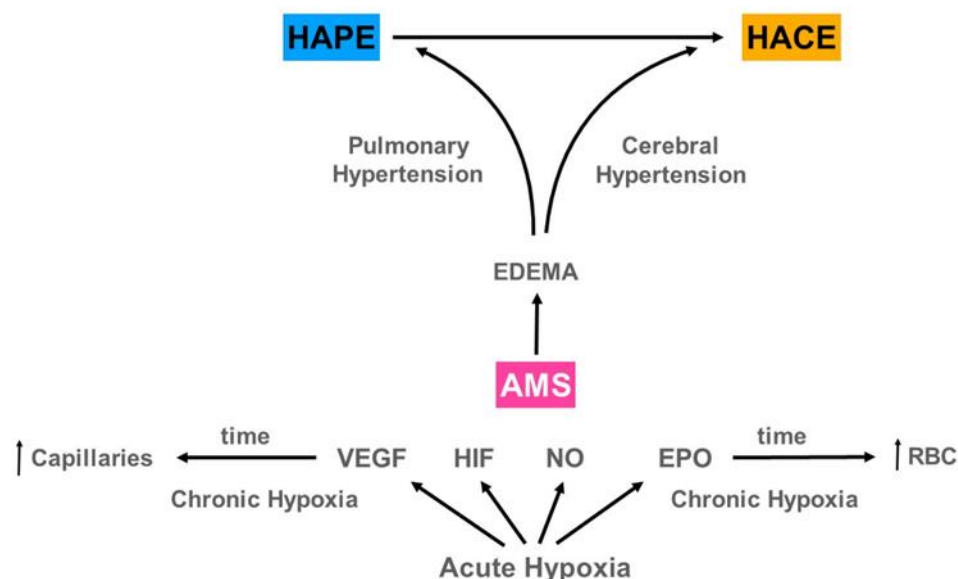 HAPE
HACE
Pulmonary
Hypertension
Cerebral
Hypertension
EDEMA
AMS
Capillaries
time
VEGF
HIF
NO
EPO
time
RBC
Chronic Hypoxia
Chronic Hypoxia
Acute Hypoxia